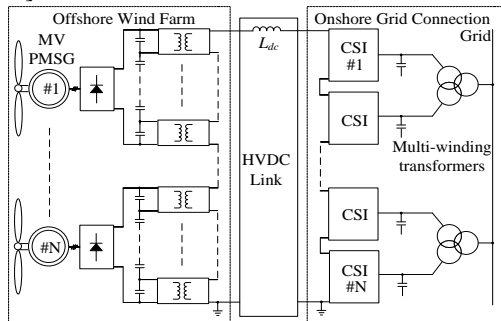 Offshore Wind Farm
Onshore Grid Connection
MV
PMSG
#1
L_dc
CSI
#1
Grid
CSI
Multi-winding
transformers
HVDC
Link
#N
CSI
CSI
#N